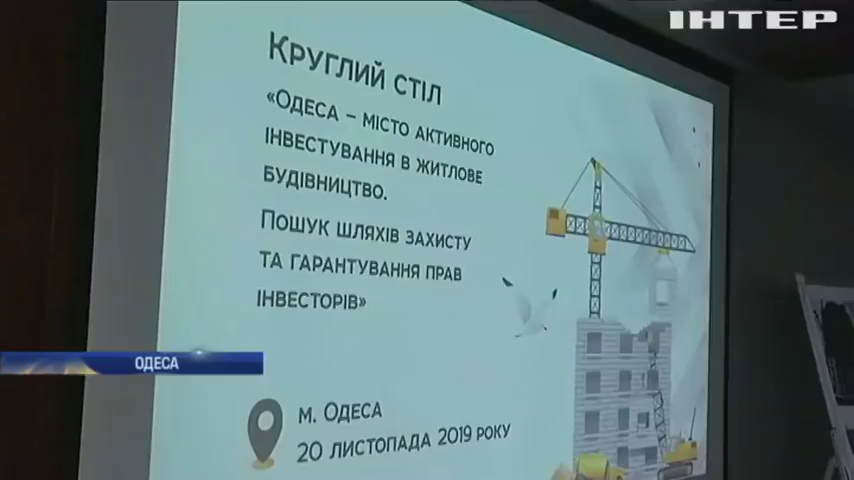 ІНТЕР
Круглий стіл
«Одеса – місто активного
інвестування в житлове
будівництво.
Пошук шляхів захисту
та гарантування прав
інвесторів»
ОДЕСА
м. Одеса
20 листопада 2019 року